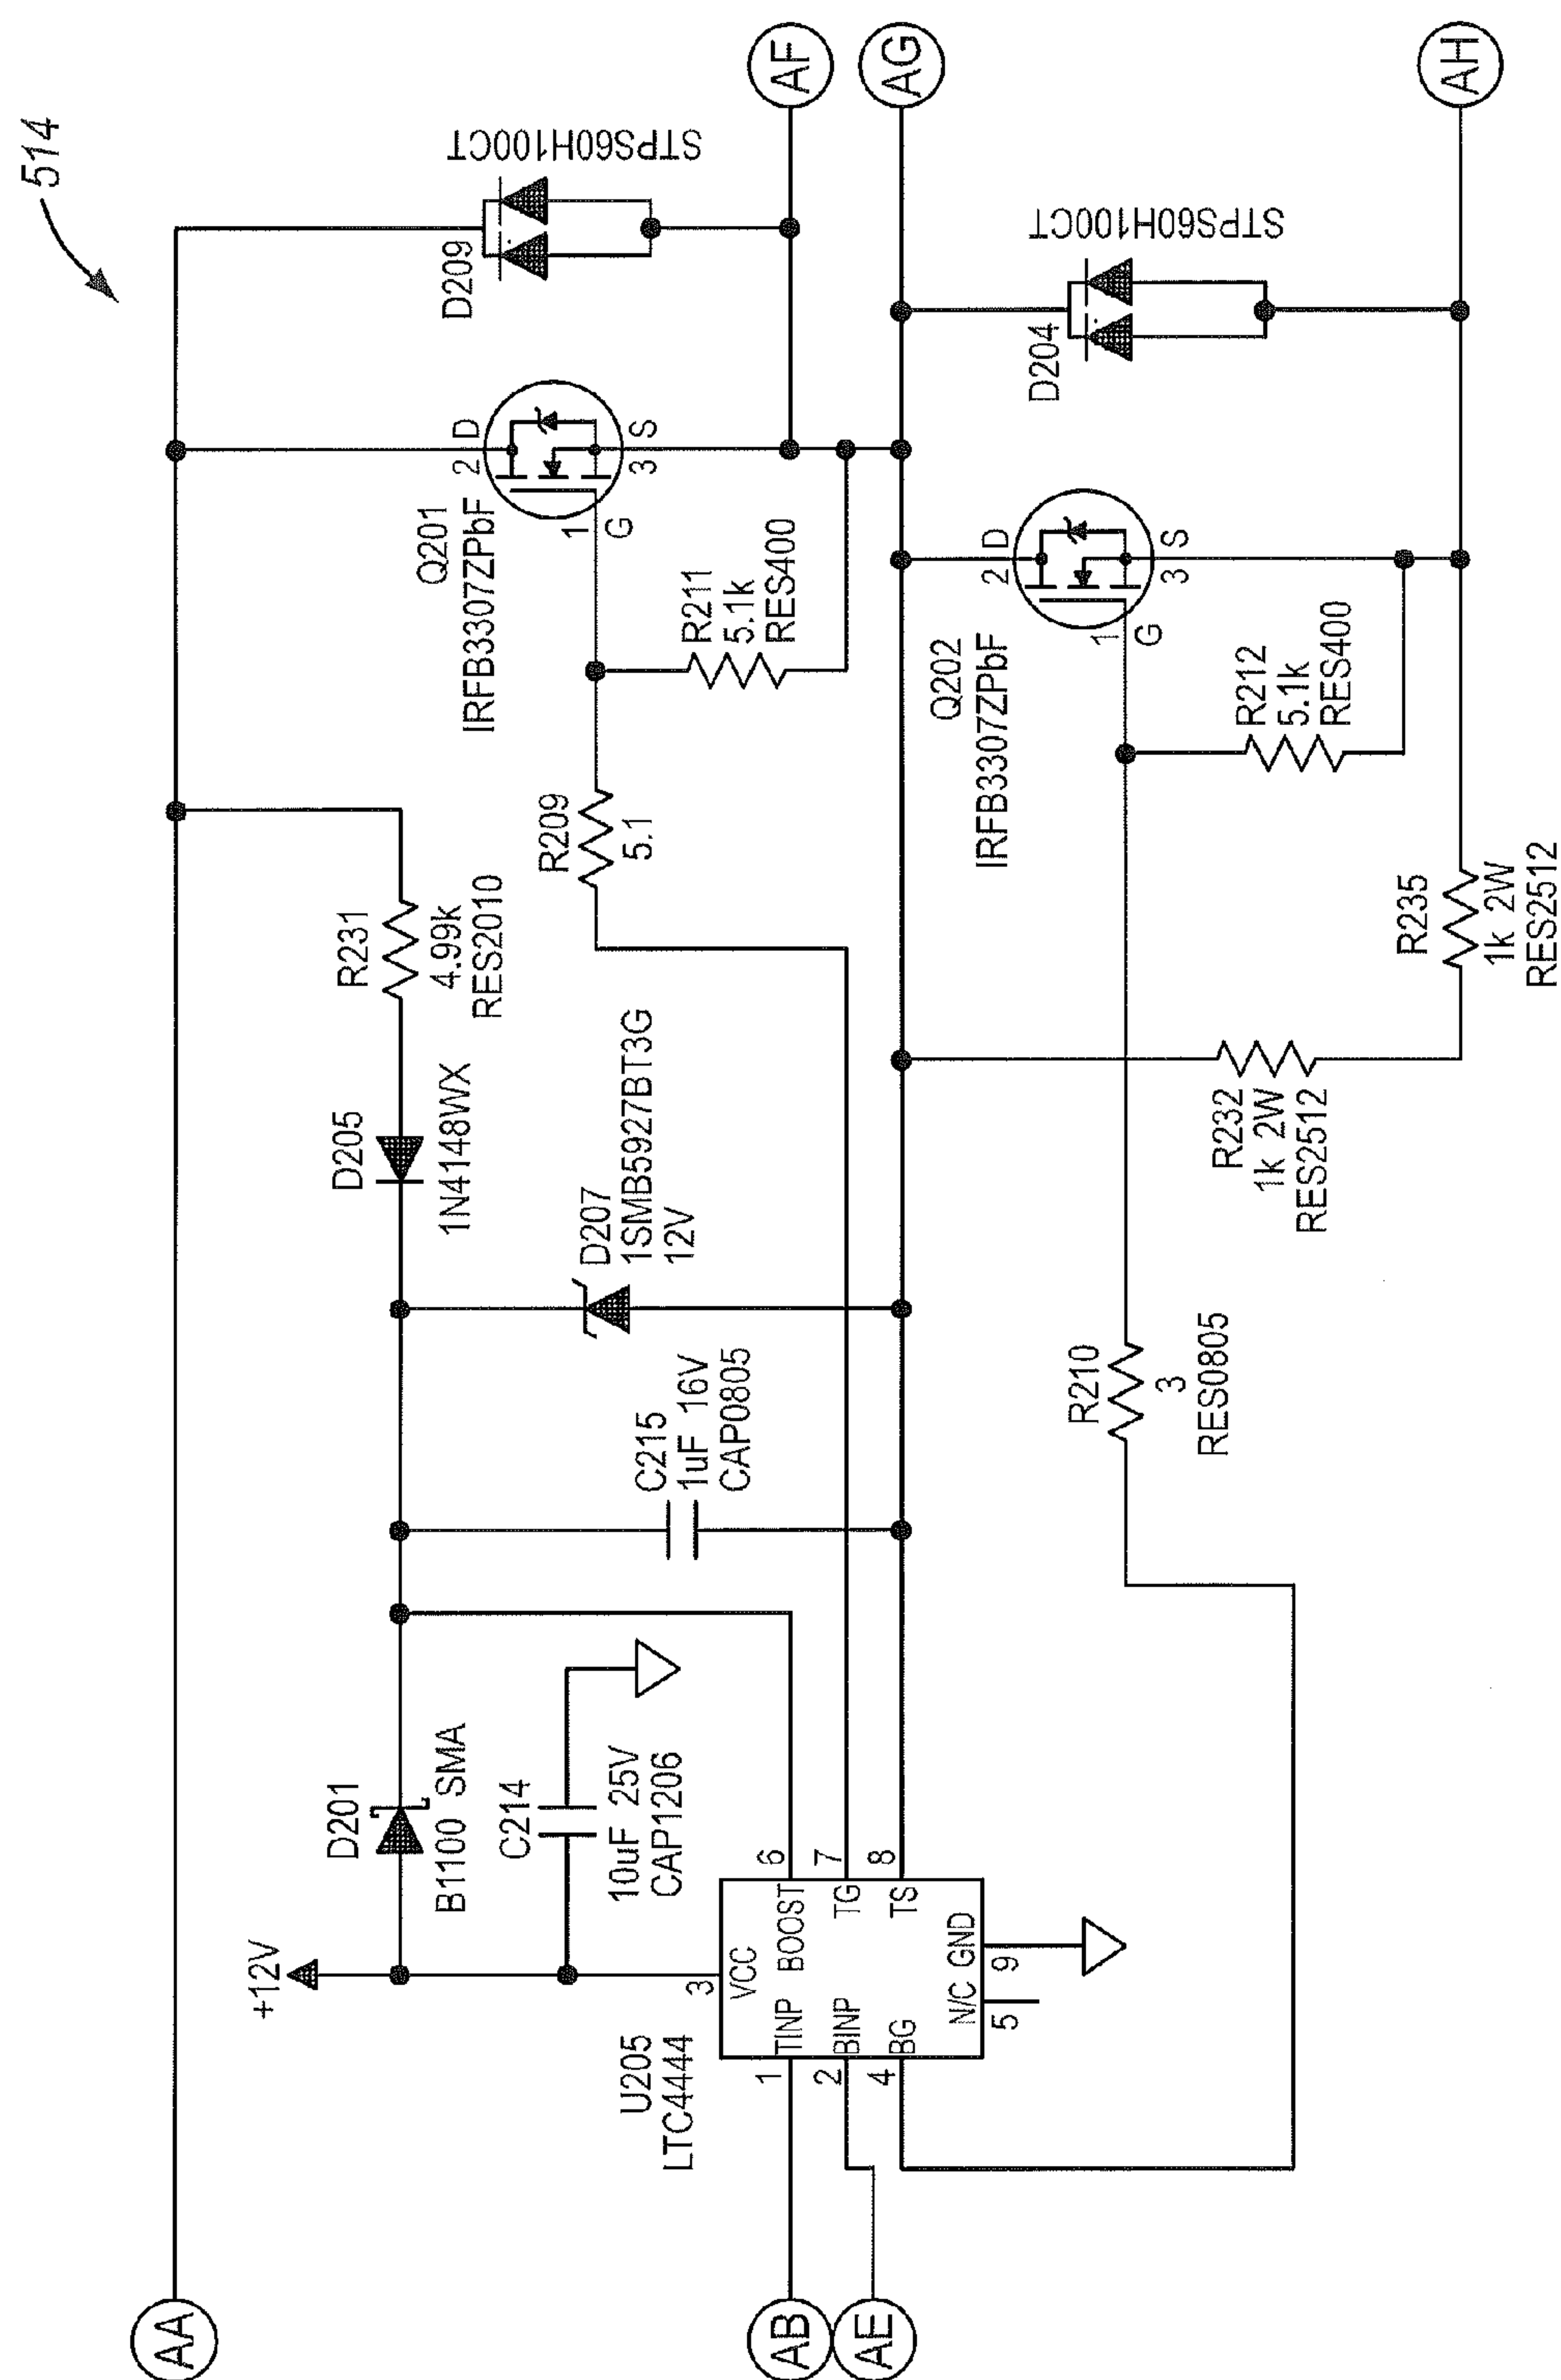 514
AA
AF
AG
AH
AB
AE
+12V
D201
B1100 SMA
C214
10uF 25V
CAP1206
U205
LTC4444
3
VCC
1
TINP
BOOST
6
2
BINP
TG
7
4
BG
TS
8
N/C
GND
5
9
C215
1uF 16V
CAP0805
D207
1SMB5927BT3G
12V
D205
1N4148WX
R231
4.99k
RES2010
R209
5.1
Q201
IRFB3307ZPbF
2
D
1
G
3
S
R211
5.1k
RES400
D209
STPS60H100CT
Q202
IRFB3307ZPbF
2
D
1
G
3
S
R212
5.1k
RES400
D204
STPS60H100CT
R210
3
RES0805
R232
1k 2W
RES2512
R235
1k 2W
RES2512